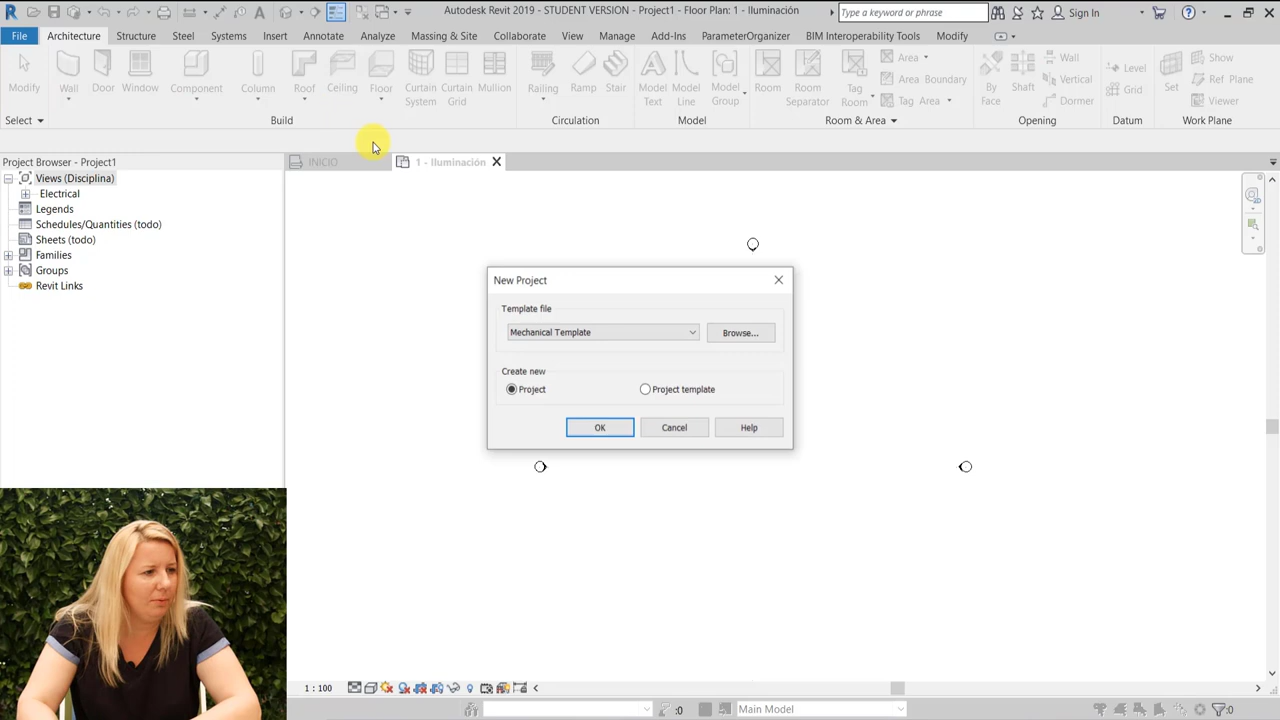 Autodesk Revit 2019 - STUDENT VERSION - Project1 - Floor Plan: 1 - Iluminación
Type a keyword or phrase
Sign In
File Architecture Structure Steel Systems Insert Annotate Analyze Massing & Site Collaborate View Manage Add-Ins ParameterOrganizer BIM Interoperability Tools Modify
Modify
Wall
Door
Window
Component
Column
Roof
Ceiling
Floor
Curtain System
Curtain Grid
Mullion
Railing
Ramp
Stair
Model Text
Model Line
Model Group
Room
Room Separator
Tag Room
Area
Area Boundary
Tag Area
By Face
Shaft
Wall
Vertical
Dormer
Level
Grid
Set
Show
Ref Plane
Viewer
Select Build Circulation Model Room & Area Opening Datum Work Plane
Project Browser - Project1
INICIO
1 - Iluminación
Views (Disciplina)
Electrical
Legends
Schedules/Quantities (todo)
Sheets (todo)
Families
Groups
Revit Links
New Project
Template file
Mechanical Template
Browse...
Create new
Project
Project template
OK
Cancel
Help
1 : 100
:0
Main Model
:0